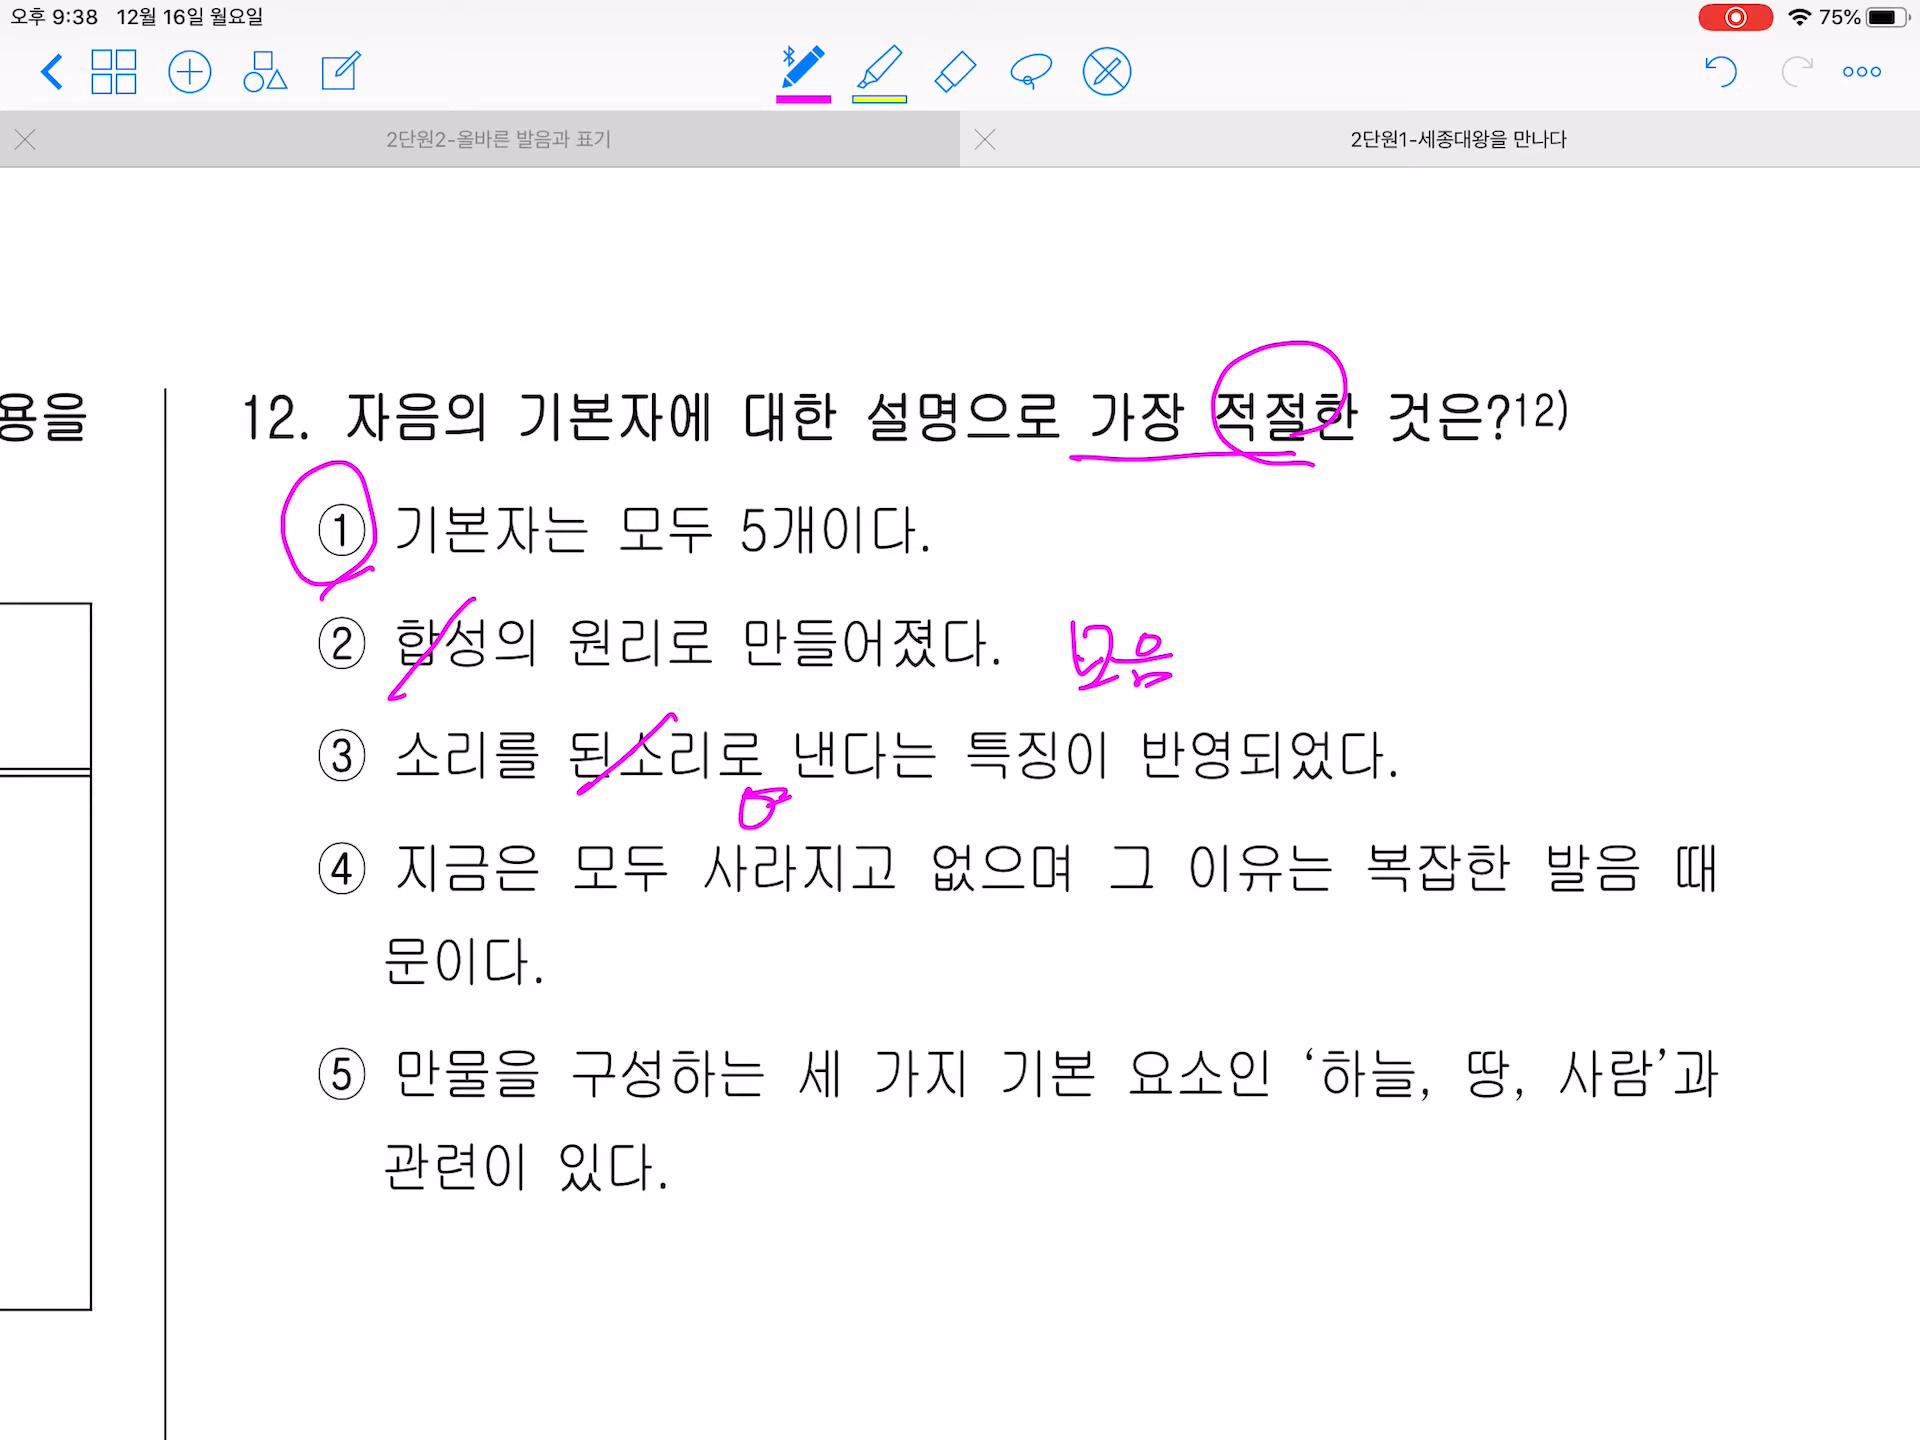 오후 9:38 12월 16일 월요일 75%
2단원2-올바른 발음과 표기 2단원1-세종대왕을 만나다
용을
12. 자음의 기본자에 대한 설명으로 가장 적절한 것은?12)
① 기본자는 모두 5개이다.
② 합성의 원리로 만들어졌다. 모음
③ 소리를 된소리로 낸다는 특징이 반영되었다.
④ 지금은 모두 사라지고 없으며 그 이유는 복잡한 발음 때
문이다.
⑤ 만물을 구성하는 세 가지 기본 요소인 ‘하늘, 땅, 사람’과
관련이 있다.